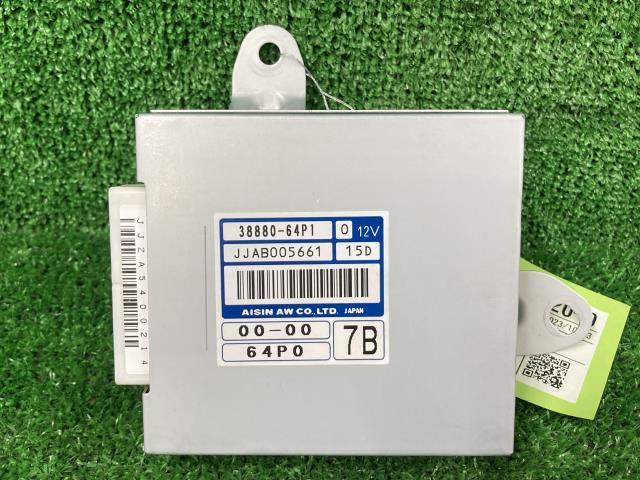 38880-64P1 0 12V
JJAB005661 15D
AISIN AW CO., LTD. JAPAN
00-00 7B
64P0
JJZA5400214